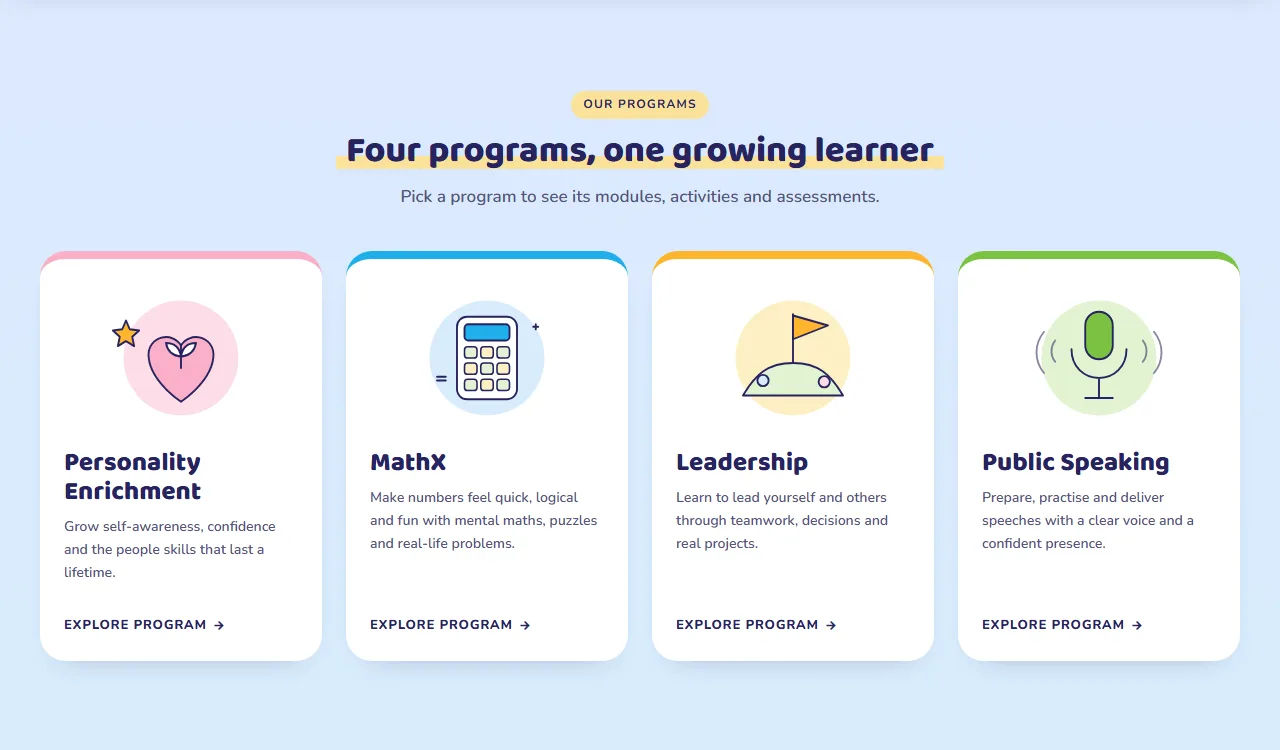 OUR PROGRAMS
Four programs, one growing learner
Pick a program to see its modules, activities and assessments.
Personality
Enrichment
Grow self-awareness, confidence
and the people skills that last a
lifetime.
EXPLORE PROGRAM →
MathX
Make numbers feel quick, logical
and fun with mental maths, puzzles
and real-life problems.
EXPLORE PROGRAM →
Leadership
Learn to lead yourself and others
through teamwork, decisions and
real projects.
EXPLORE PROGRAM →
Public Speaking
Prepare, practise and deliver
speeches with a clear voice and a
confident presence.
EXPLORE PROGRAM →